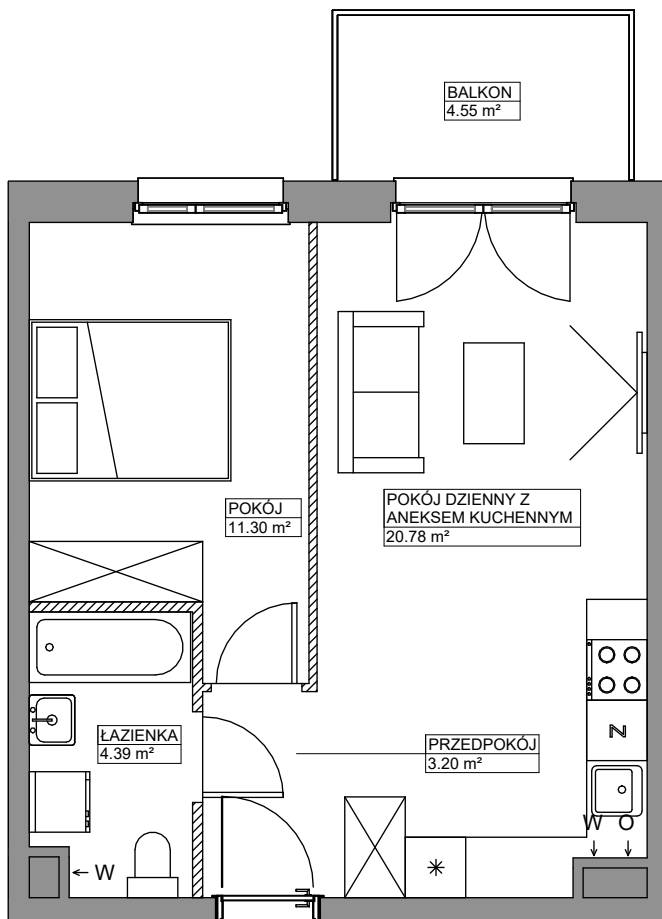 BALKON
4.55 m²
POKÓJ
11.30 m²
POKÓJ DZIENNY Z
ANEKSEM KUCHENNYM
20.78 m²
Z
ŁAZIENKA
4.39 m²
PRZEDPOKÓJ
3.20 m²
W O
W